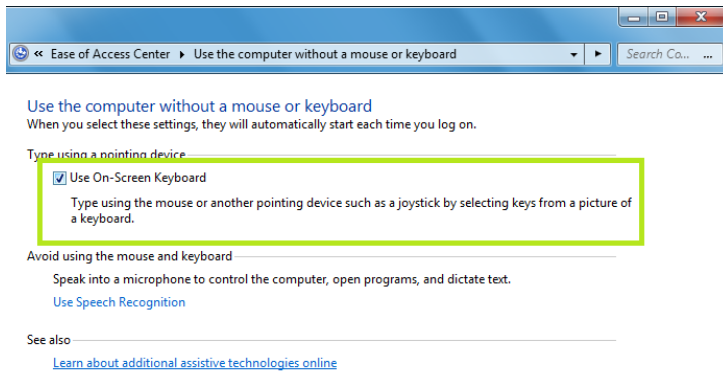 « Ease of Access Center ▸ Use the computer without a mouse or keyboard
Search Co... ...
Use the computer without a mouse or keyboard
When you select these settings, they will automatically start each time you log on.
Type using a pointing device
Use On-Screen Keyboard
Type using the mouse or another pointing device such as a joystick by selecting keys from a picture of
a keyboard.
Avoid using the mouse and keyboard
Speak into a microphone to control the computer, open programs, and dictate text.
Use Speech Recognition
See also
Learn about additional assistive technologies online